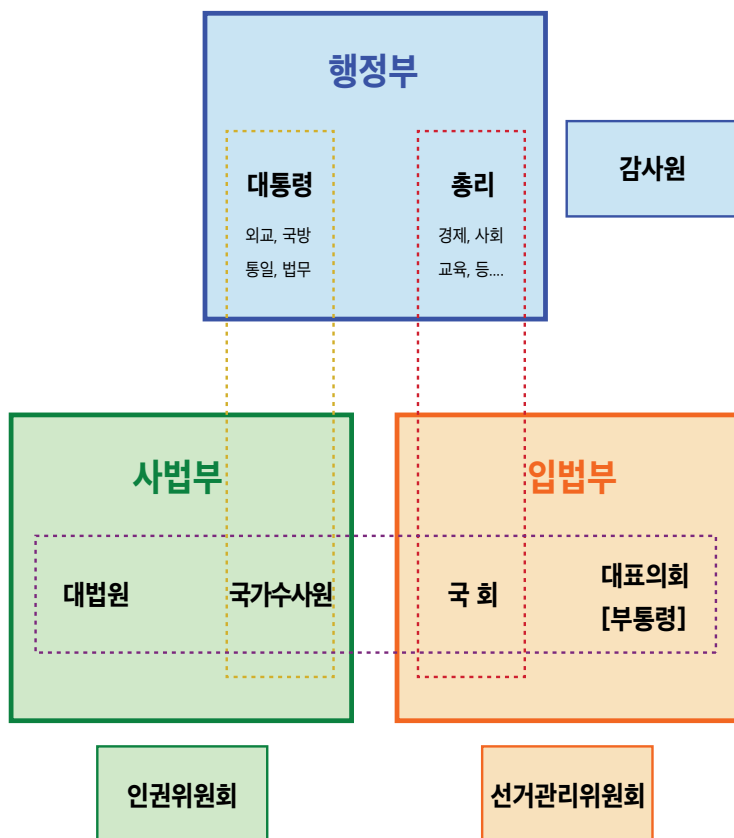 행정부
감사원
대통령
총리
외교, 국방
경제, 사회
통일, 법무
교육, 등....
사법부
입법부
대법원
국가수사원
국 회
대표의회
[부통령]
인권위원회
선거관리위원회